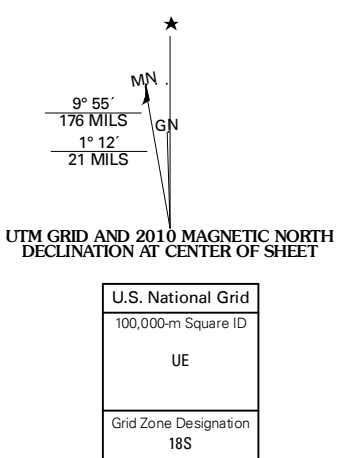 ★
MN
9° 55´
176 MILS
GN
1° 12´
21 MILS
UTM GRID AND 2010 MAGNETIC NORTH
DECLINATION AT CENTER OF SHEET
U.S. National Grid
100,000-m Square ID
UE
Grid Zone Designation
18S